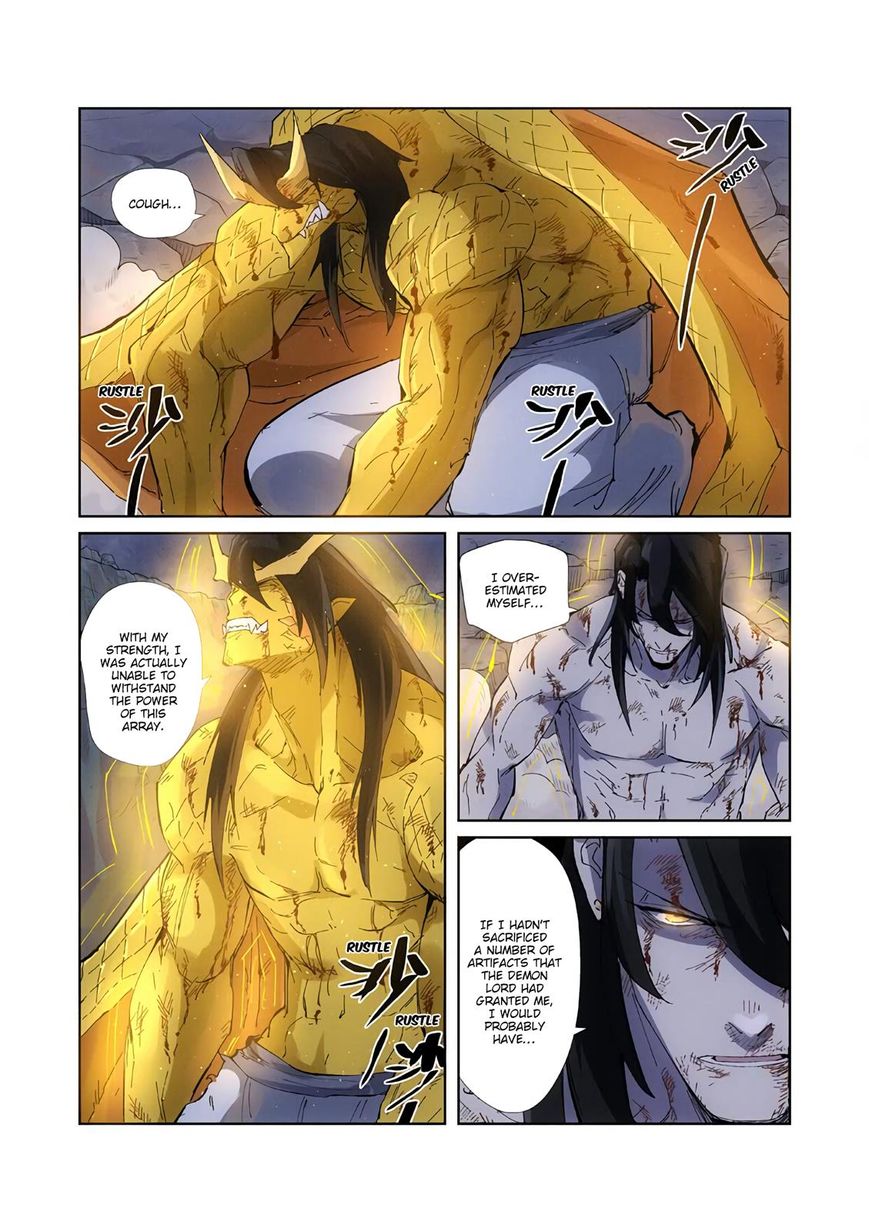 COUGH...
沙
RUSTLE
RUSTLE
沙
RUSTLE
沙
WITH MY
STRENGTH, I
WAS ACTUALLY
UNABLE TO
WITHSTAND
THE POWER
OF THIS
ARRAY.
RUSTLE
沙
RUSTLE
I OVER-
ESTIMATED
MYSELF...
IF I HADN'T
SACRIFICED
A NUMBER OF
ARTIFACTS THAT
THE DEMON
LORD HAD
GRANTED ME,
I WOULD
PROBABLY
HAVE...